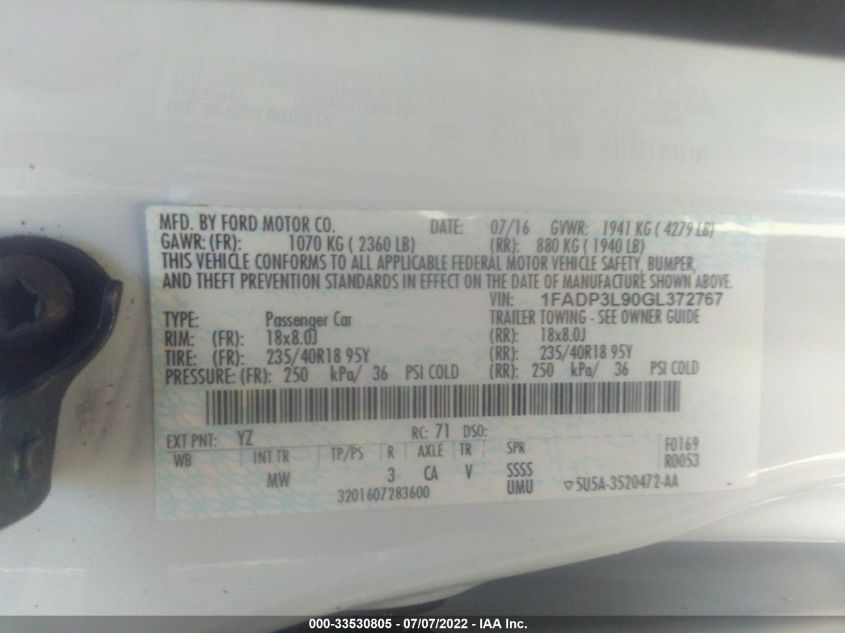 MFD. BY FORD MOTOR CO. DATE: 07/16 GVWR: 1941 KG ( 4279 LB)
GAWR: (FR): 1070 KG ( 2360 LB) (RR): 880 KG ( 1940 LB)
THIS VEHICLE CONFORMS TO ALL APPLICABLE FEDERAL MOTOR VEHICLE SAFETY, BUMPER,
AND THEFT PREVENTION STANDARDS IN EFFECT ON THE DATE OF MANUFACTURE SHOWN ABOVE.
VIN: 1FADP3L90GL372767
TYPE: Passenger Car TRAILER TOWING - SEE OWNER GUIDE
RIM: (FR): 18x8.0J (RR): 18x8.0J
TIRE: (FR): 235/40R18 95Y (RR): 235/40R18 95Y
PRESSURE: (FR): 250 kPa/ 36 PSI COLD (RR): 250 kPa/ 36 PSI COLD
EXT PNT: YZ RC: 71 DSO: F0169
WB INT TR TP/PS R AXLE TR SPR R0053
MW 3 CA V SSSS
3201607283600 UMU 5U5A-3520472-AA
000-33530805 - 07/07/2022 - IAA Inc.